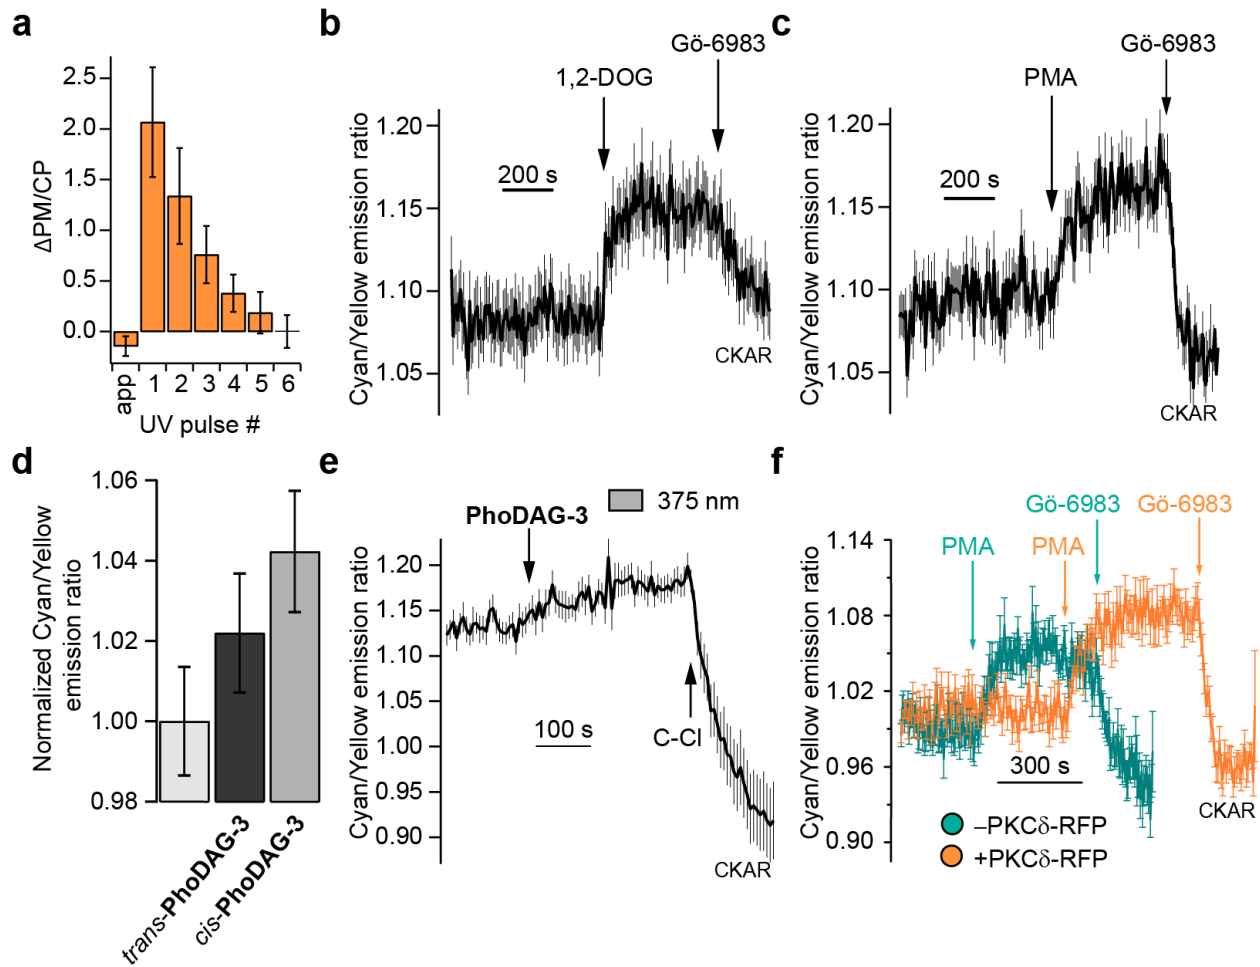 a
2.5
2.0
1.5
1.0
0.5
0.0
ΔPM/CP
app
1
2
3
4
5
6
UV pulse #
b
Gö-6983
1,2-DOG
1.20
1.15
1.10
1.05
200 s
Cyan/Yellow emission ratio
CKAR
c
Gö-6983
PMA
1.20
1.15
1.10
1.05
200 s
Cyan/Yellow emission ratio
CKAR
d
1.06
1.04
1.02
1.00
0.98
Normalized Cyan/Yellow
emission ratio
trans-PhoDAG-3
cis-PhoDAG-3
e
375 nm
PhoDAG-3
1.20
1.15
1.10
1.05
1.00
0.95
0.90
Cyan/Yellow emission ratio
C-Cl
100 s
CKAR
f
Gö-6983
Gö-6983
PMA
PMA
1.14
1.08
1.02
0.96
0.90
Cyan/Yellow emission ratio
300 s
CKAR
–PKCδ-RFP
+PKCδ-RFP